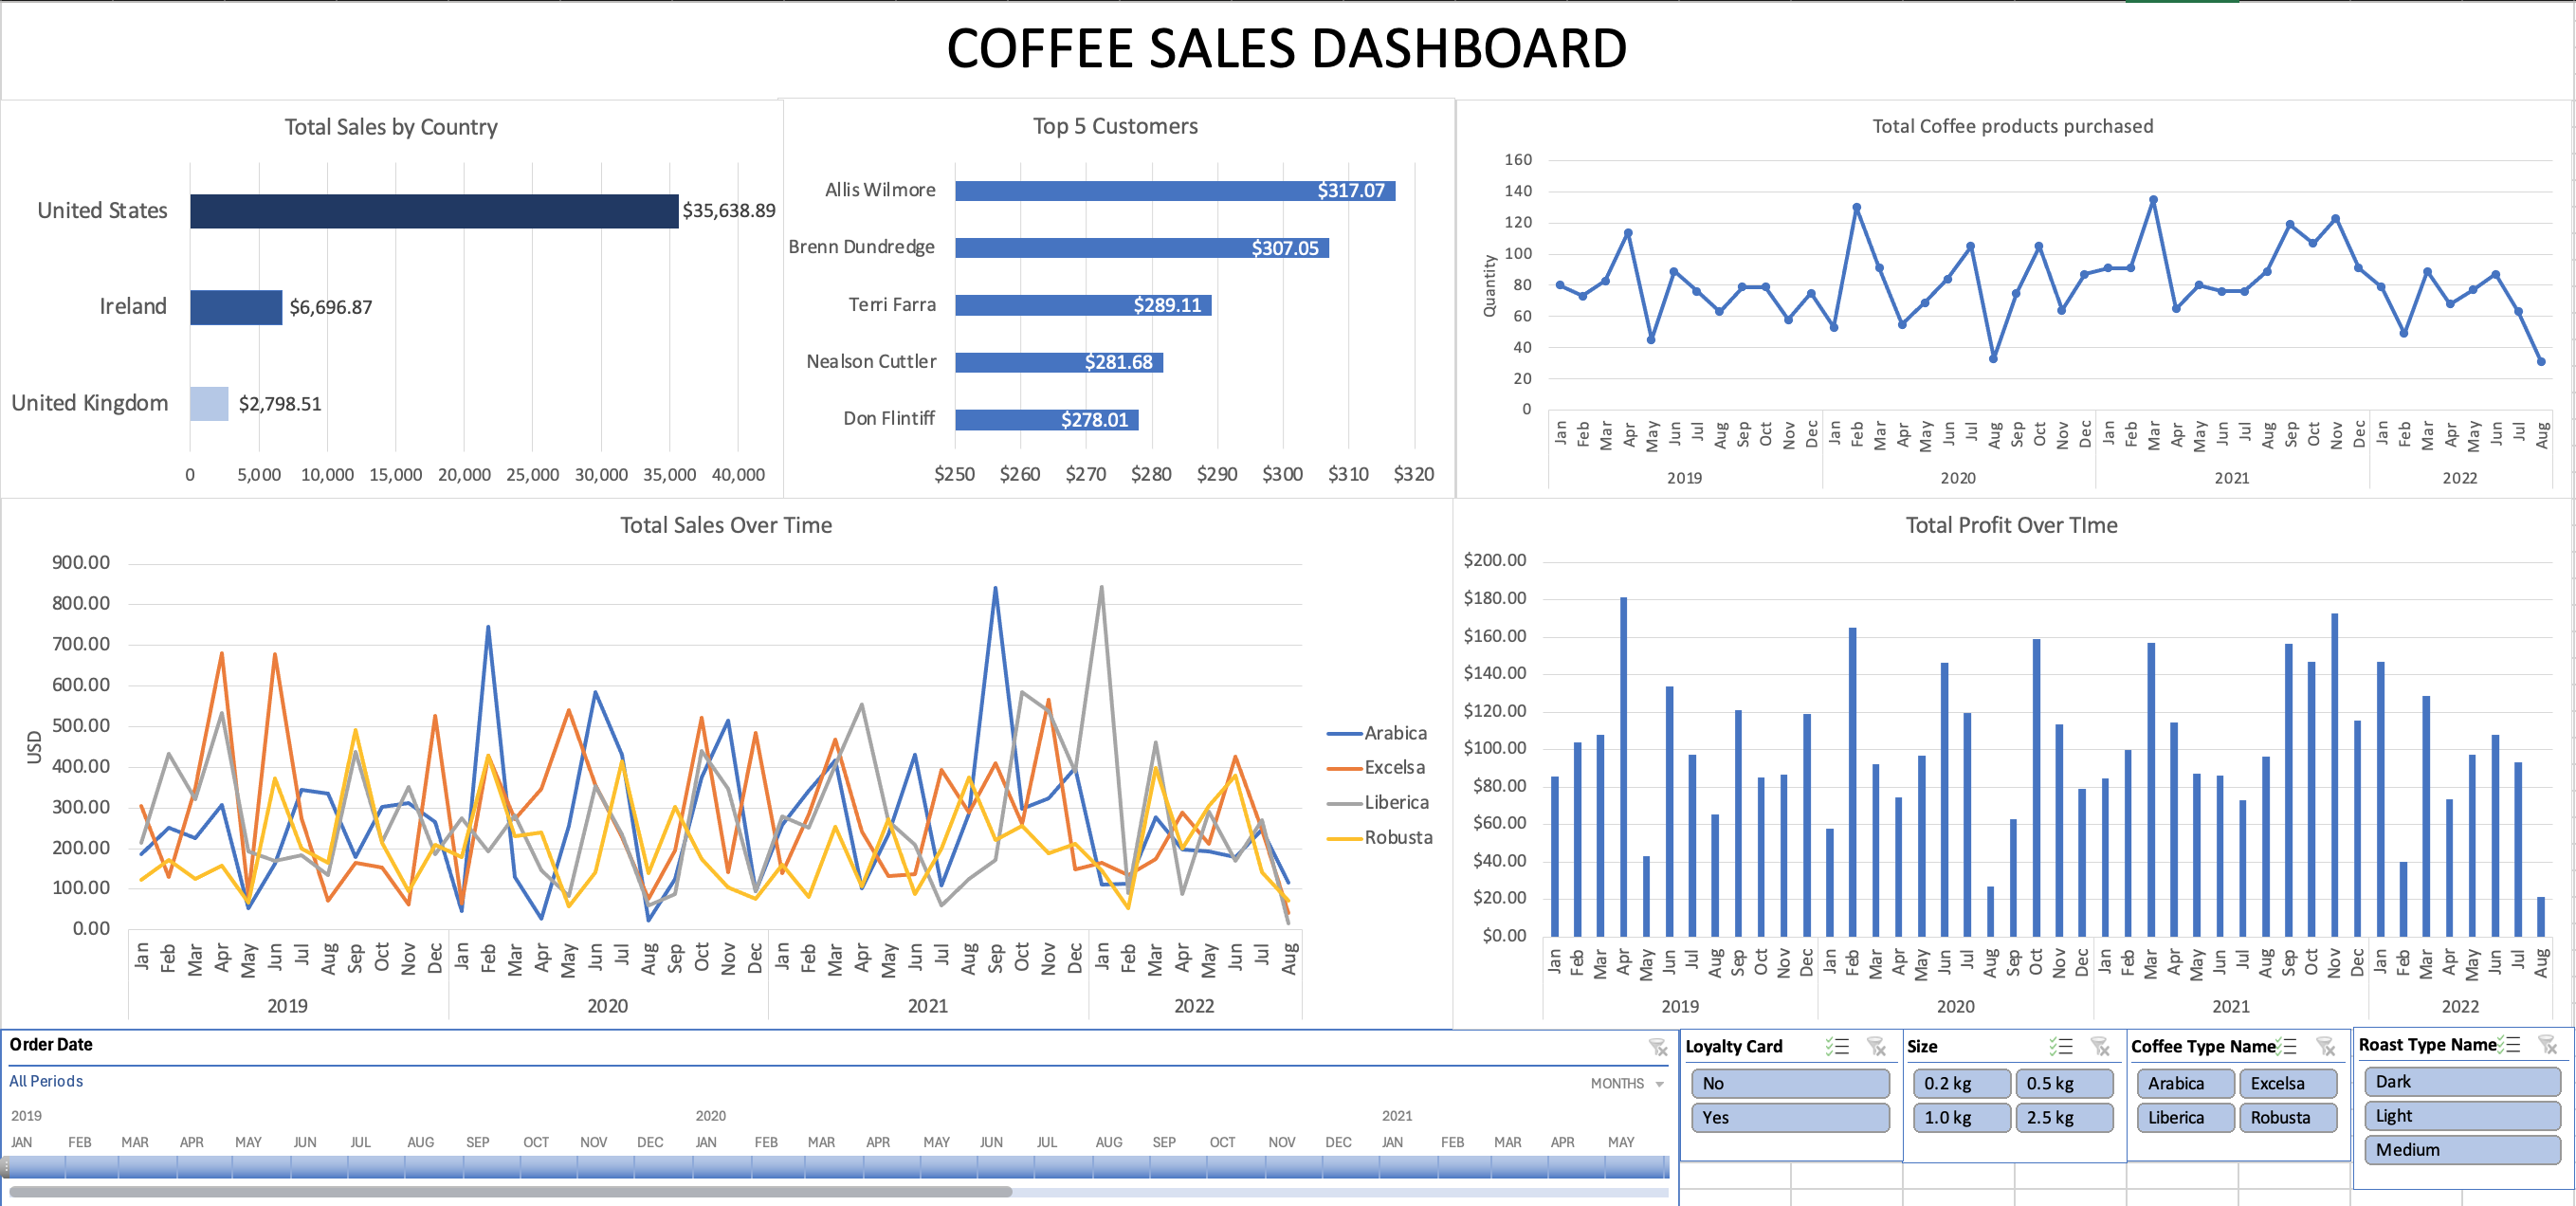 COFFEE SALES DASHBOARD
Total Sales by Country
United States
$35,638.89
Ireland
$6,696.87
United Kingdom
$2,798.51
0 5,000 10,000 15,000 20,000 25,000 30,000 35,000 40,000
Top 5 Customers
Allis Wilmore $317.07
Brenn Dundredge $307.05
Terri Farra $289.11
Nealson Cuttler $281.68
Don Flintiff $278.01
$250 $260 $270 $280 $290 $300 $310 $320
Total Coffee products purchased
Quantity
160
140
120
100
80
60
40
20
0
Jan Feb Mar Apr May Jun Jul Aug Sep Oct Nov Dec Jan Feb Mar Apr May Jun Jul Aug Sep Oct Nov Dec Jan Feb Mar Apr May Jun Jul Aug Sep Oct Nov Dec Jan Feb Mar Apr May Jun Jul Aug
2019 2020 2021 2022
Total Sales Over Time
USD
900.00
800.00
700.00
600.00
500.00
400.00
300.00
200.00
100.00
0.00
Jan Feb Mar Apr May Jun Jul Aug Sep Oct Nov Dec Jan Feb Mar Apr May Jun Jul Aug Sep Oct Nov Dec Jan Feb Mar Apr May Jun Jul Aug Sep Oct Nov Dec Jan Feb Mar Apr May Jun Jul Aug
2019 2020 2021 2022
Arabica
Excelsa
Liberica
Robusta
Total Profit Over TIme
$200.00
$180.00
$160.00
$140.00
$120.00
$100.00
$80.00
$60.00
$40.00
$20.00
$0.00
Jan Feb Mar Apr May Jun Jul Aug Sep Oct Nov Dec Jan Feb Mar Apr May Jun Jul Aug Sep Oct Nov Dec Jan Feb Mar Apr May Jun Jul Aug Sep Oct Nov Dec Jan Feb Mar Apr May Jun Jul Aug
2019 2020 2021 2022
Order Date
All Periods
MONTHS
2019 2020 2021
JAN FEB MAR APR MAY JUN JUL AUG SEP OCT NOV DEC JAN FEB MAR APR MAY JUN JUL AUG SEP OCT NOV DEC JAN FEB MAR APR MAY
Loyalty Card
No
Yes
Size
0.2 kg 0.5 kg
1.0 kg 2.5 kg
Coffee Type Name
Arabica Excelsa
Liberica Robusta
Roast Type Name
Dark
Light
Medium